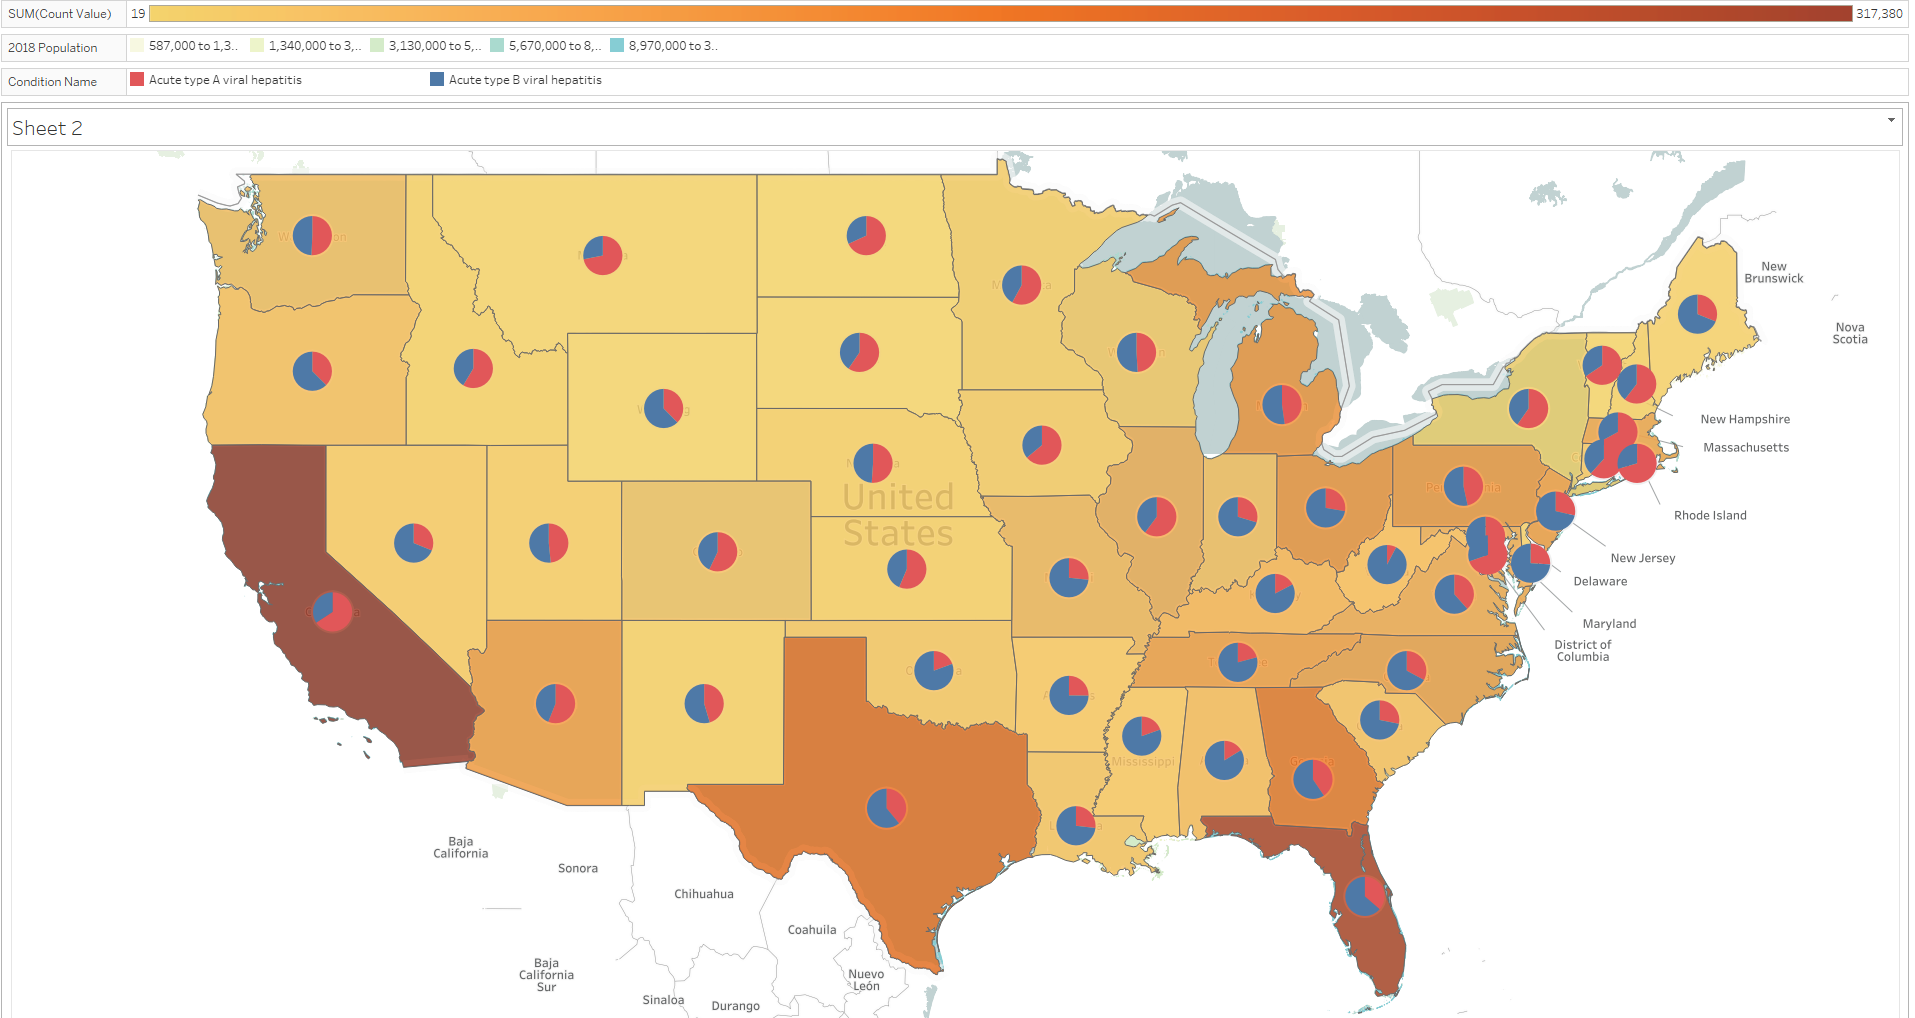 SUM(Count Value) 19 317,380
2018 Population 587,000 to 1,3.. 1,340,000 to 3,.. 3,130,000 to 5,.. 5,670,000 to 8,.. 8,970,000 to 3..
Condition Name Acute type A viral hepatitis Acute type B viral hepatitis
Sheet 2
New
Brunswick
Nova
Scotia
New Hampshire
Massachusetts
United
States
Rhode Island
New Jersey
Delaware
Maryland
District of
Columbia
Mississippi
Baja
California
Sonora
Chihuahua
Coahuila
Baja
California
Sur
Nuevo
León
Sinaloa
Durango